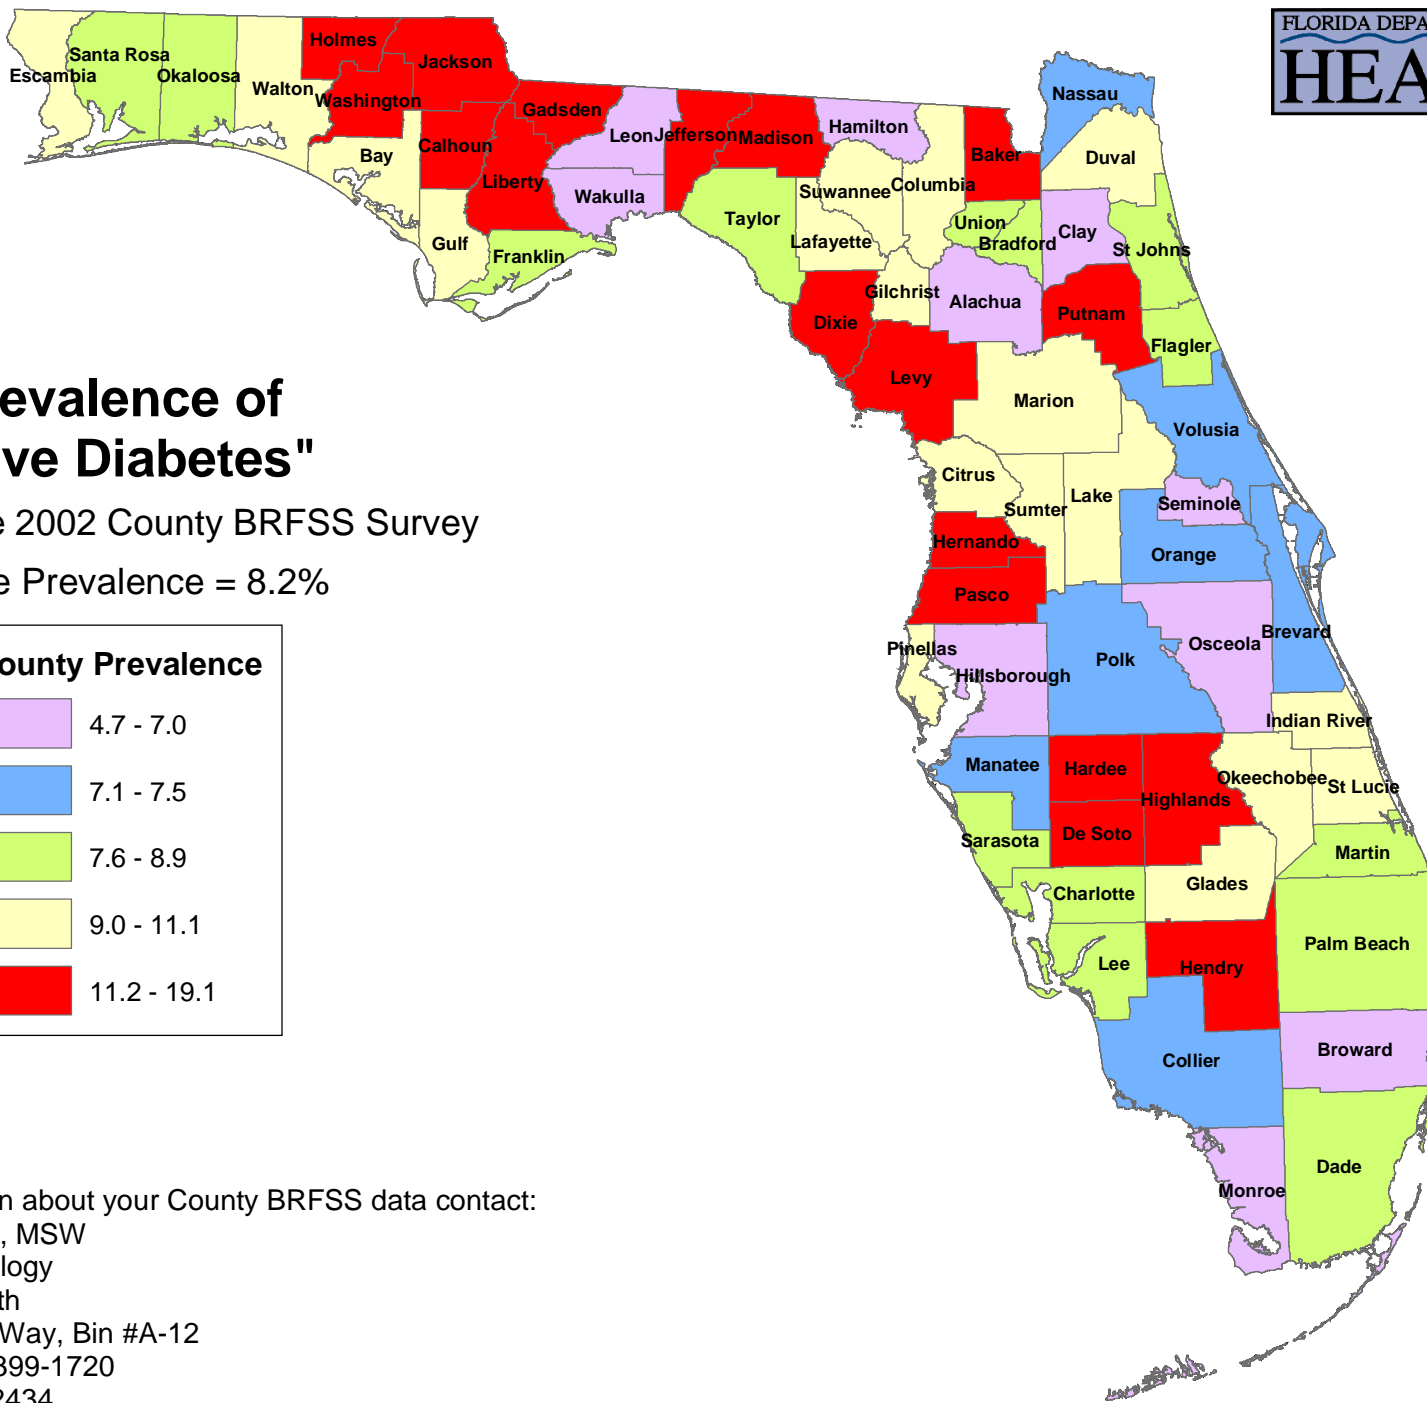 FLORIDA DEPA
HEA
Holmes
Jackson
Santa Rosa
Escambia
Okaloosa
Walton
Washington
Gadsden
Nassau
Leon
Jefferson
Madison
Hamilton
Calhoun
Bay
Baker
Duval
Liberty
Wakulla
Suwannee
Columbia
Taylor
Union
Bradford
Clay
St Johns
Lafayette
Gulf
Franklin
Gilchrist
Alachua
Putnam
Dixie
Flagler
Levy
Marion
Volusia
evalence of
ve Diabetes"
e 2002 County BRFSS Survey
e Prevalence = 8.2%
Citrus
Sumter
Lake
Seminole
Hernando
Orange
Pasco
Brevard
Pinellas
Hillsborough
Polk
Osceola
Indian River
ounty Prevalence
4.7 - 7.0
7.1 - 7.5
7.6 - 8.9
9.0 - 11.1
11.2 - 19.1
Manatee
Hardee
Highlands
Okeechobee
St Lucie
Sarasota
De Soto
Martin
Charlotte
Glades
Lee
Hendry
Palm Beach
Collier
Broward
Dade
Monroe
n about your County BRFSS data contact:
, MSW
logy
th
Way, Bin #A-12
399-1720
2434